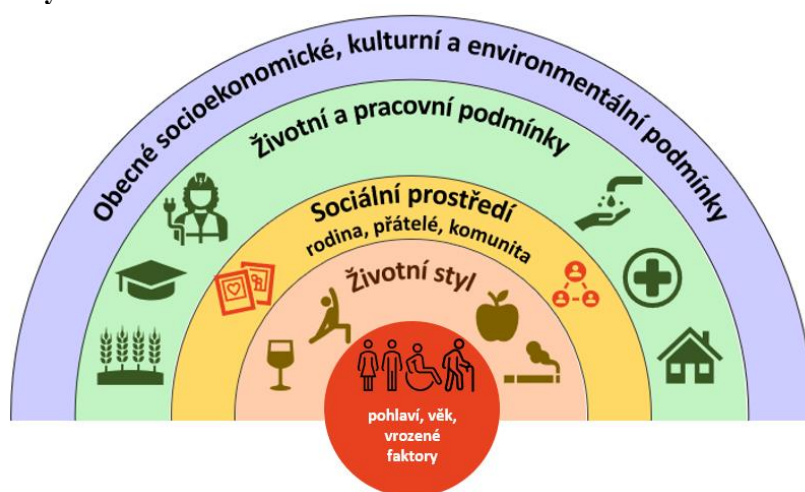 Obecné socioekonomické, kulturní a environmentální podmínky
Životní a pracovní podmínky
Sociální prostředí
rodina, přátelé, komunita
Životní styl
pohlaví, věk,
vrozené
faktory